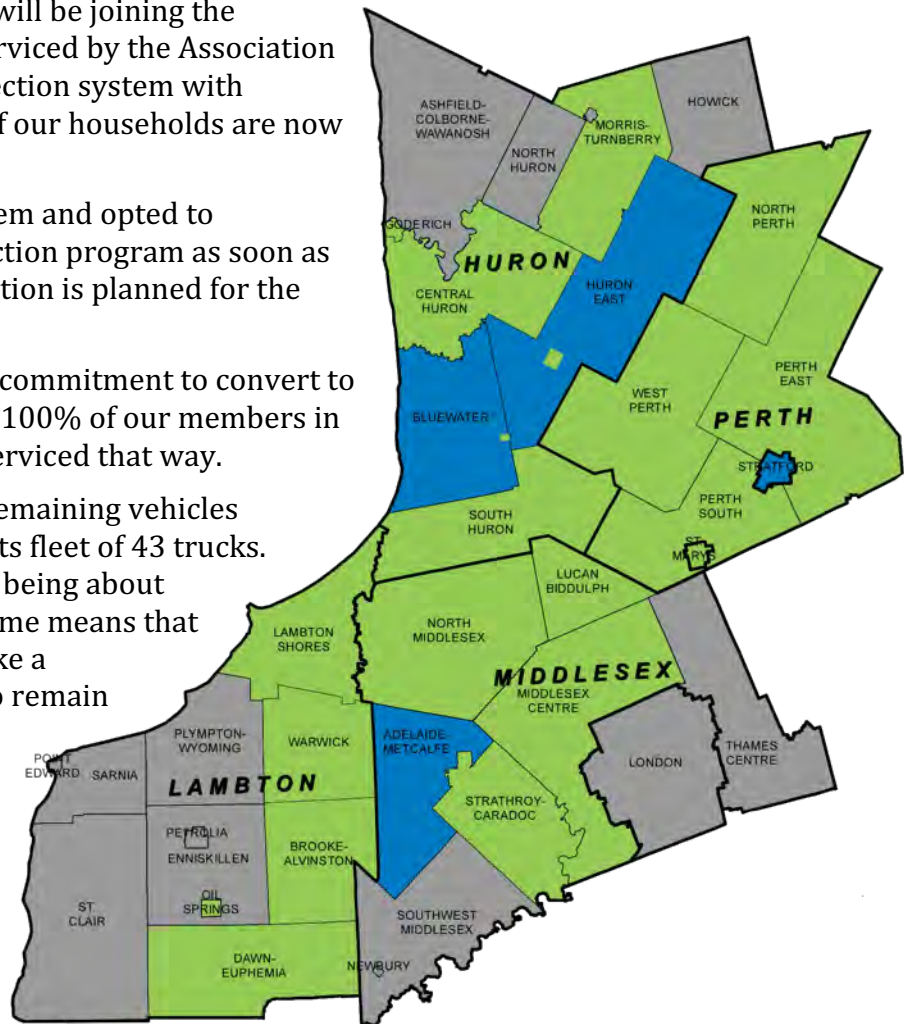 will be joining the
erviced by the Association
ection system with
f our households are now
em and opted to
ction program as soon as
tion is planned for the
commitment to convert to
100% of our members in
erviced that way.
emaining vehicles
ts fleet of 43 trucks.
being about
me means that
ke a
o remain
ASHFIELD-
COLBORNE-
WAWANOSH
HOWICK
MORRIS-
TURNBERRY
NORTH
HURON
NORTH
PERTH
GODERICH
HURON
HURON
EAST
CENTRAL
HURON
PERTH
EAST
WEST
PERTH
BLUEWATER
PERTH
STRATFORD
PERTH
SOUTH
SOUTH
HURON
ST.
MARYS
LUCAN
BIDDULPH
NORTH
MIDDLESEX
LAMBTON
SHORES
MIDDLESEX
MIDDLESEX
CENTRE
PLYMPTON-
WYOMING
WARWICK
ADELAIDE-
METCALFE
POINT
EDWARD
SARNIA
LONDON
THAMES
CENTRE
LAMBTON
STRATHROY-
CARADOC
PETROLIA
ENNISKILLEN
BROOKE-
ALVINSTON
OIL
SPRINGS
ST.
CLAIR
SOUTHWEST
MIDDLESEX
DAWN-
EUPHEMIA
NEWBURY